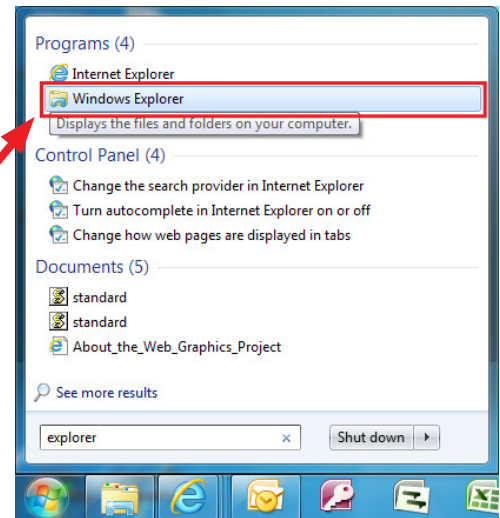 Programs (4)
Internet Explorer
Windows Explorer
Displays the files and folders on your computer.
Control Panel (4)
Change the search provider in Internet Explorer
Turn autocomplete in Internet Explorer on or off
Change how web pages are displayed in tabs
Documents (5)
standard
standard
About_the_Web_Graphics_Project
See more results
explorer
Shut down